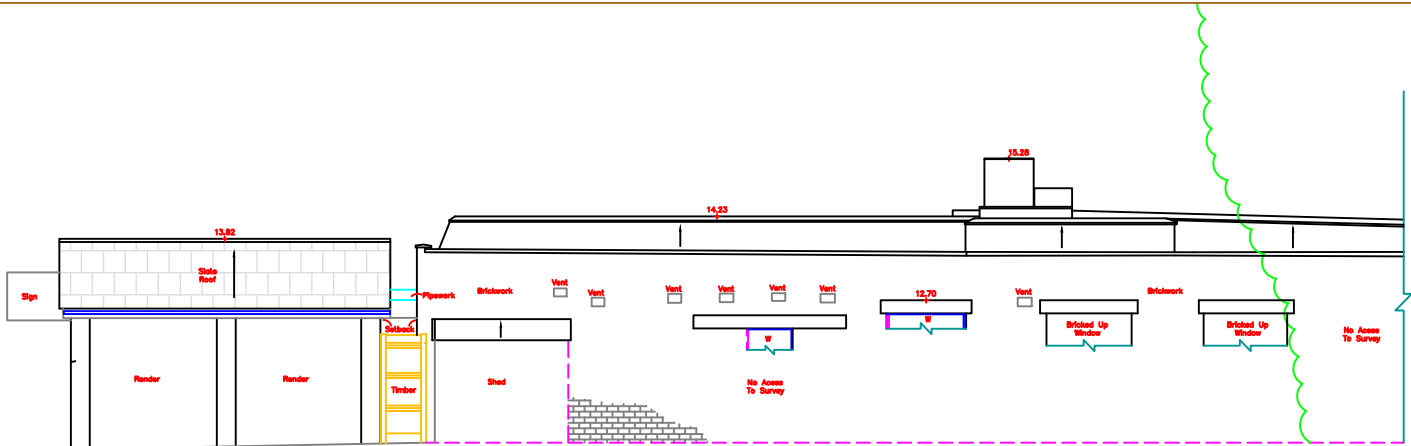 15.28
14.23
13.82
Slate
Roof
Sign
Pipework
Brickwork
Vent
Vent
Vent
Vent
Vent
Vent
12.70
Vent
Brickwork
Setback
W
W
Bricked Up
Window
Bricked Up
Window
No Acess
To Survey
Render
Render
Timber
Shed
No Acess
To Survey